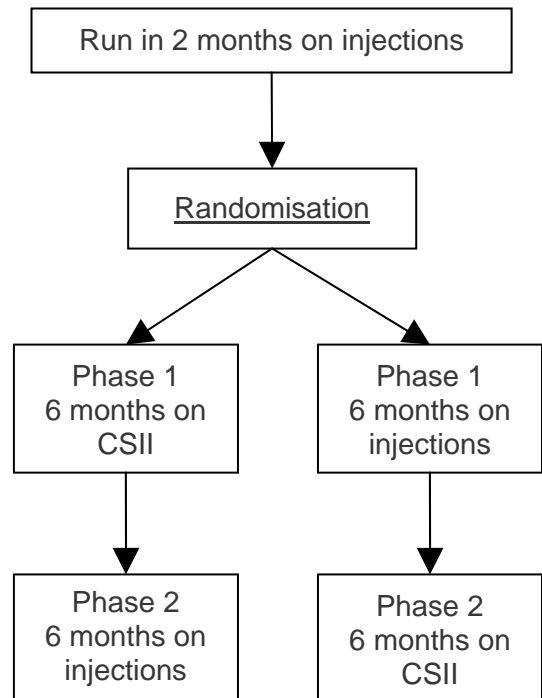 Run in 2 months on injections
Randomisation
Phase 1
6 months on
CSII
Phase 1
6 months on
injections
Phase 2
6 months on
injections
Phase 2
6 months on
CSII